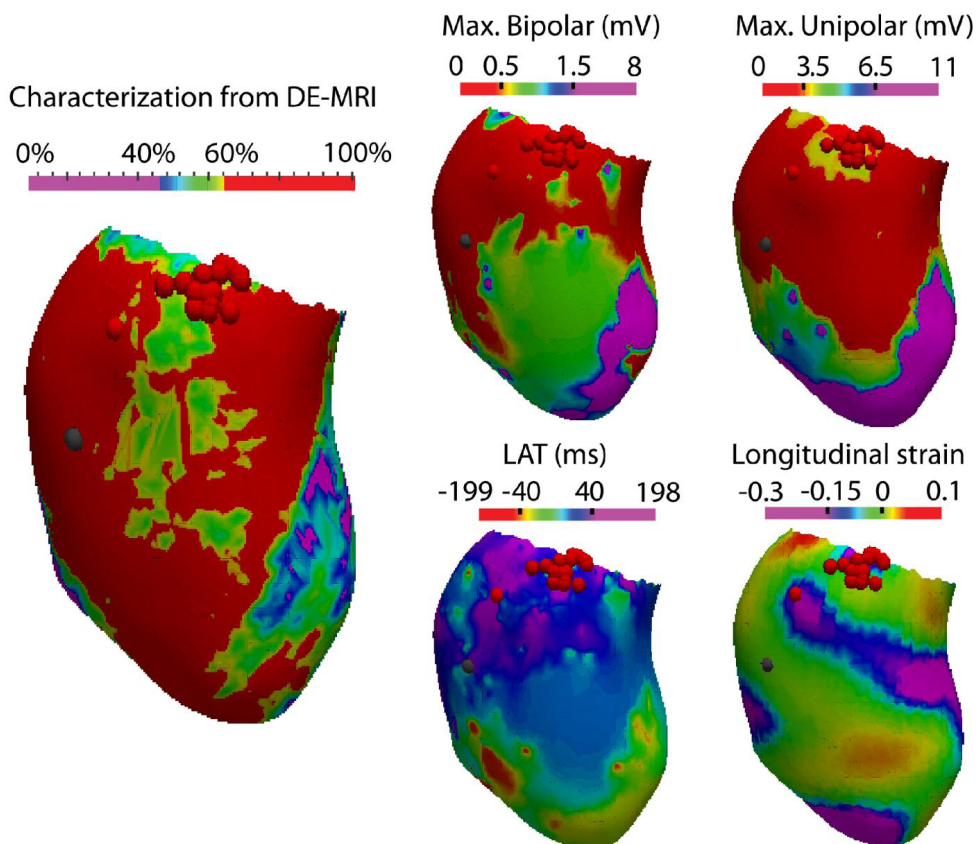 Characterization from DE-MRI
0% 40% 60% 100%
Max. Bipolar (mV)
0 0.5 1.5 8
Max. Unipolar (mV)
0 3.5 6.5 11
LAT (ms)
-199 -40 40 198
Longitudinal strain
-0.3 -0.15 0 0.1